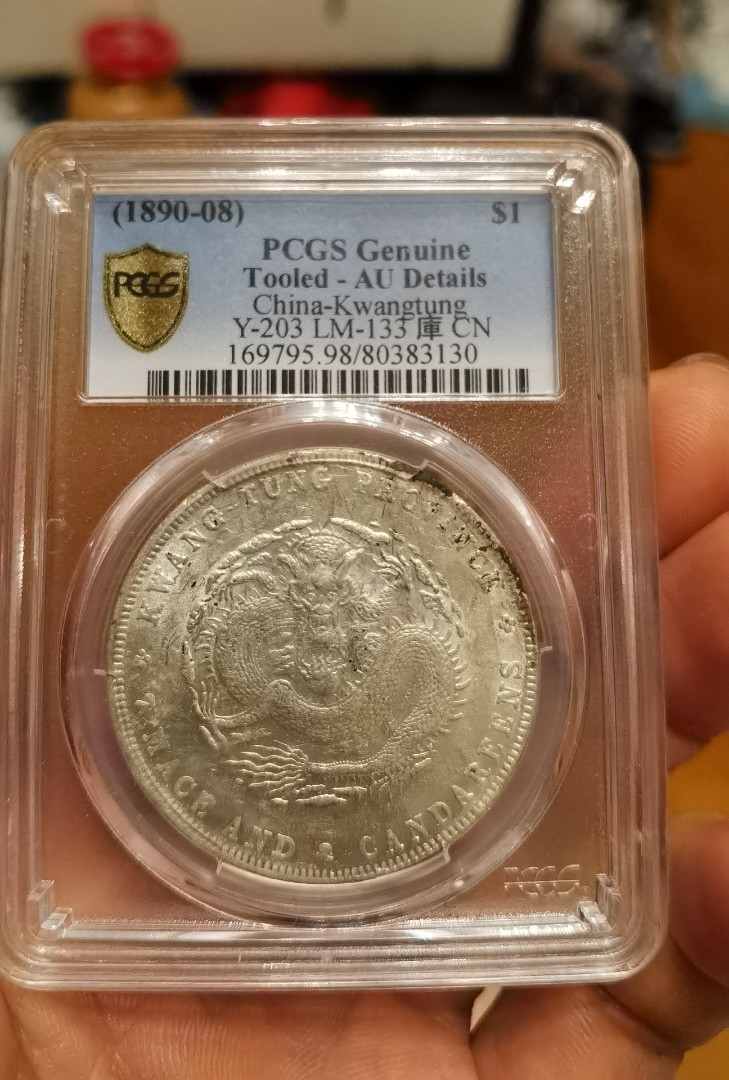 (1890-08) $1
PCGS Genuine
PCGS
Tooled - AU Details
China-Kwangtung
Y-203 LM-133 庫 CN
169795.98/80383130
KWANG-TUNG PROVINCE
7 MACE AND 2 CANDAREENS
PCGS